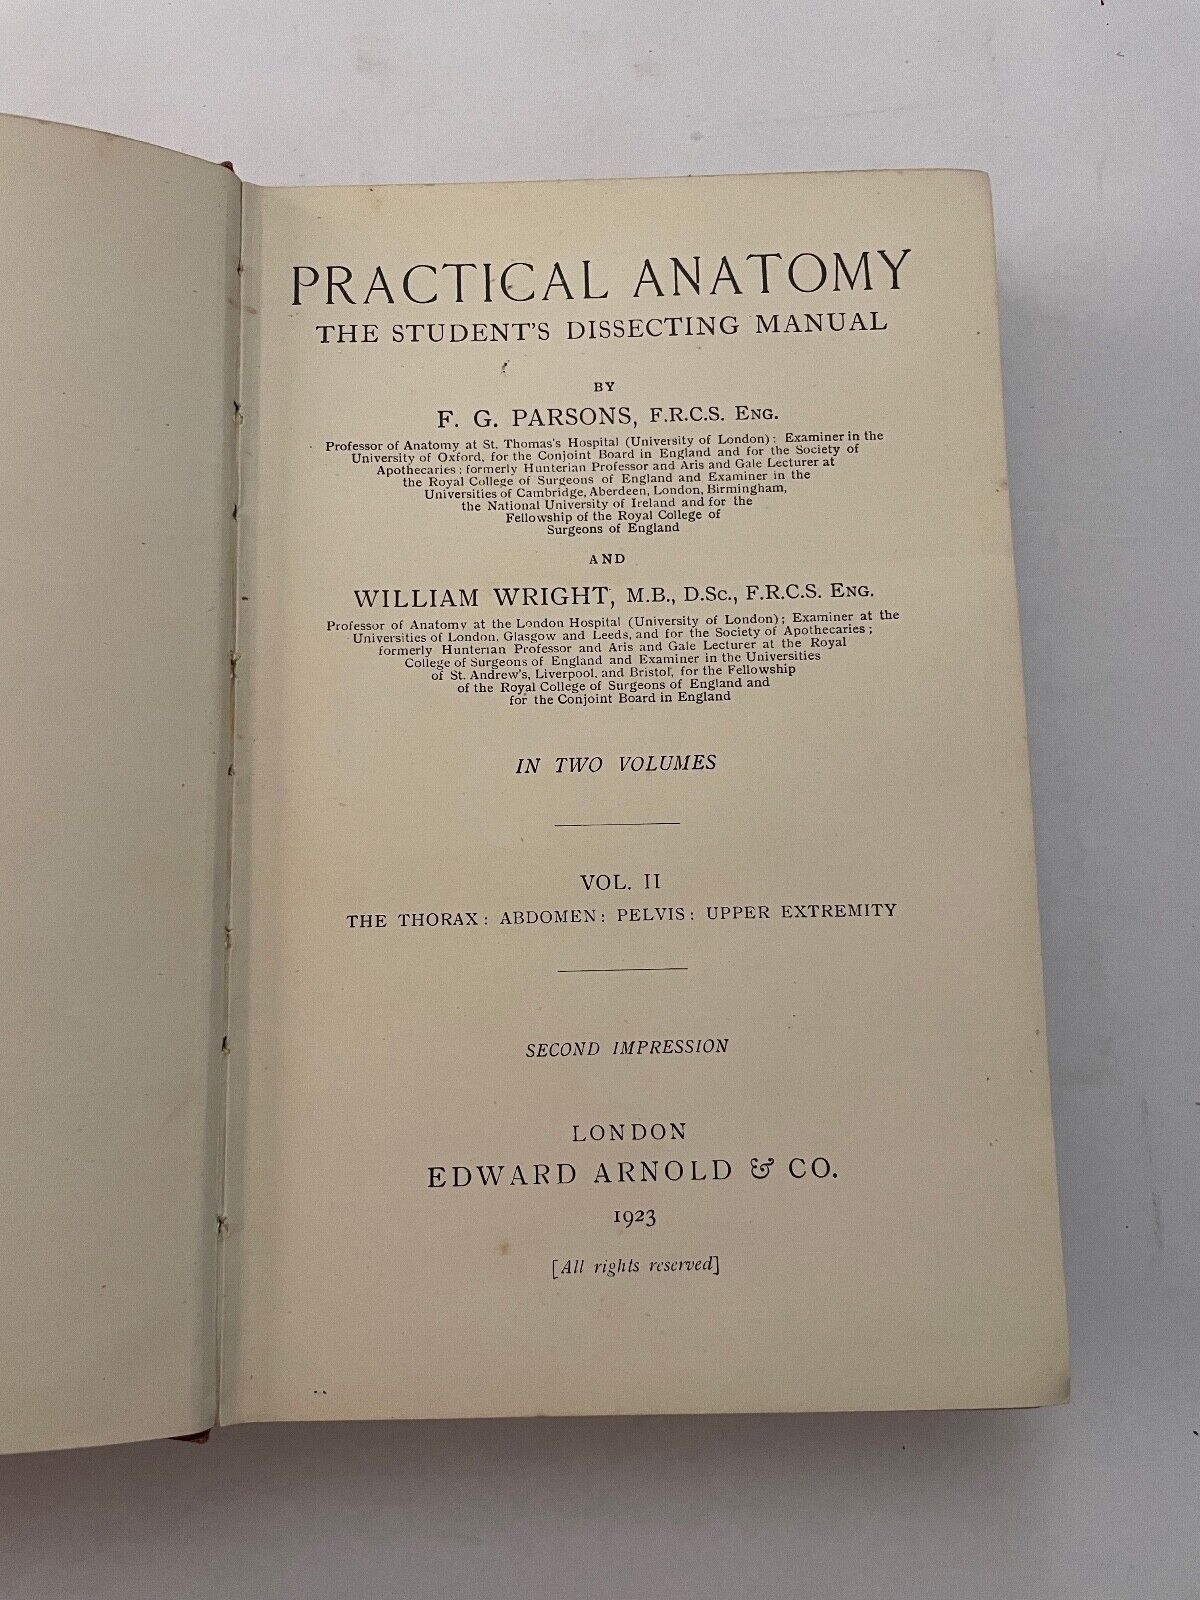 PRACTICAL ANATOMY
THE STUDENT'S DISSECTING MANUAL
BY
F. G. PARSONS, F.R.C.S. ENG.
Professor of Anatomy at St. Thomas's Hospital (University of London): Examiner in the
University of Oxford, for the Conjoint Board in England and for the Society of
Apothecaries; formerly Hunterian Professor and Aris and Gale Lecturer at
the Royal College of Surgeons of England and Examiner in the
Universities of Cambridge, Aberdeen, London, Birmingham,
the National University of Ireland and for the
Fellowship of the Royal College of
Surgeons of England
AND
WILLIAM WRIGHT, M.B., D.Sc., F.R.C.S. ENG.
Professor of Anatomy at the London Hospital (University of London); Examiner at the
Universities of London, Glasgow and Leeds, and for the Society of Apothecaries;
formerly Hunterian Professor and Aris and Gale Lecturer at the Royal
College of Surgeons of England and Examiner in the Universities
of St. Andrew's, Liverpool, and Bristol, for the Fellowship
of the Royal College of Surgeons of England and
for the Conjoint Board in England
IN TWO VOLUMES
VOL. II
THE THORAX: ABDOMEN: PELVIS: UPPER EXTREMITY
SECOND IMPRESSION
LONDON
EDWARD ARNOLD & CO.
1923
[All rights reserved]